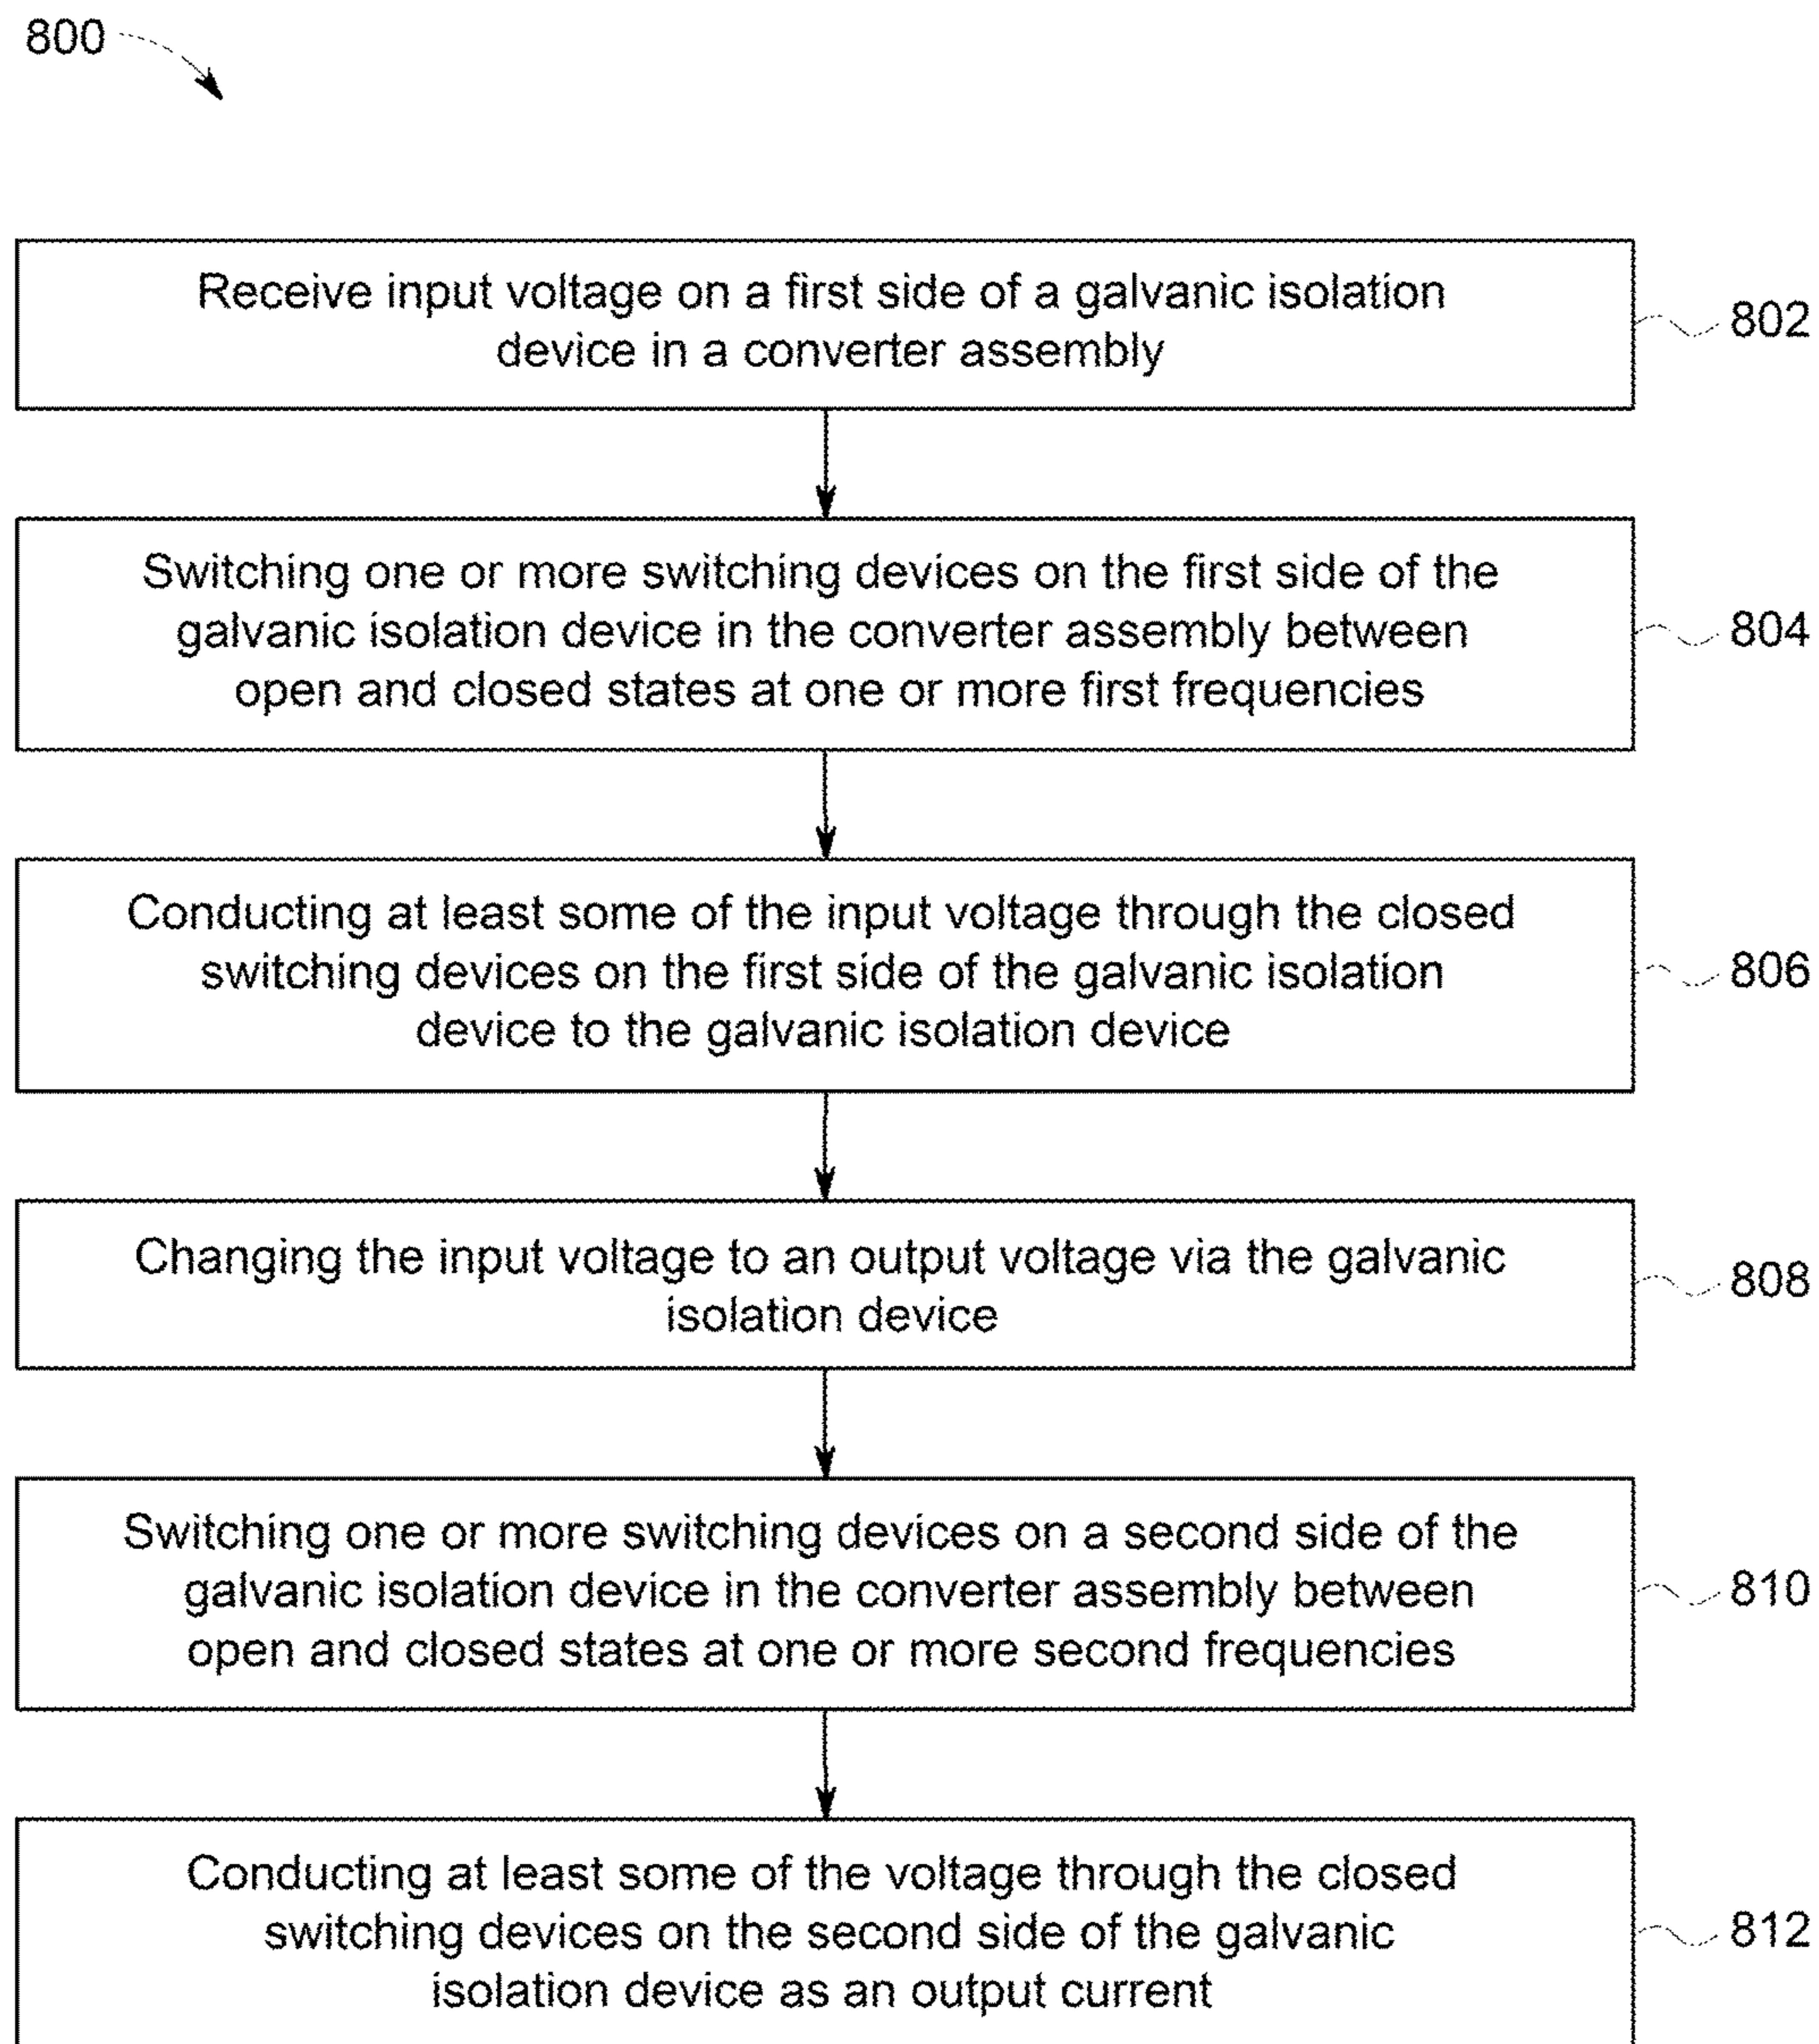 800
Receive input voltage on a first side of a galvanic isolation
device in a converter assembly
802
Switching one or more switching devices on the first side of the
galvanic isolation device in the converter assembly between
open and closed states at one or more first frequencies
804
Conducting at least some of the input voltage through the closed
switching devices on the first side of the galvanic isolation
device to the galvanic isolation device
806
Changing the input voltage to an output voltage via the galvanic
isolation device
808
Switching one or more switching devices on a second side of the
galvanic isolation device in the converter assembly between
open and closed states at one or more second frequencies
810
Conducting at least some of the voltage through the closed
switching devices on the second side of the galvanic
isolation device as an output current
812